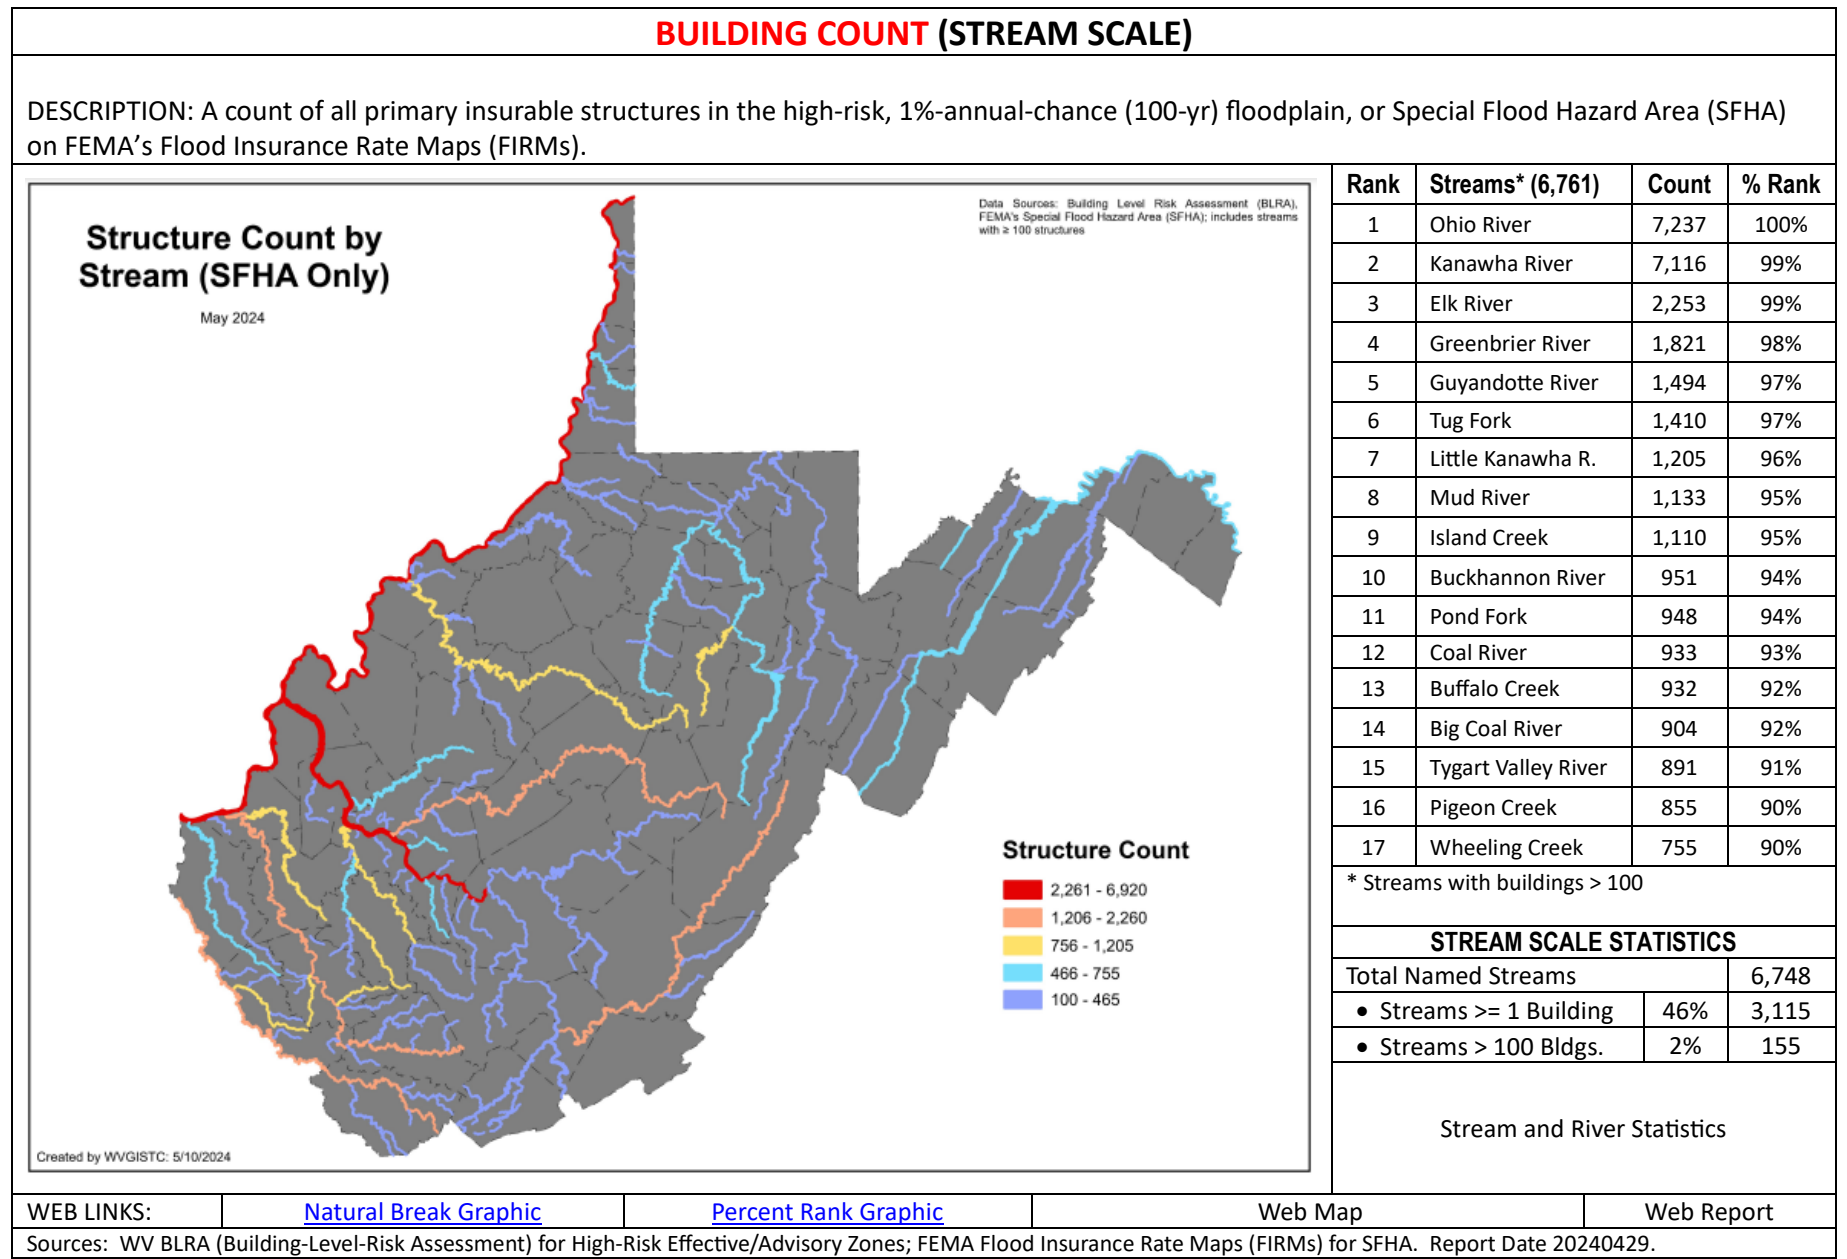 BUILDING COUNT (STREAM SCALE)
DESCRIPTION: A count of all primary insurable structures in the high-risk, 1%-annual-chance (100-yr) floodplain, or Special Flood Hazard Area (SFHA)
on FEMA’s Flood Insurance Rate Maps (FIRMs).
Structure Count by
Stream (SFHA Only)
May 2024
Data Sources: Building Level Risk Assessment (BLRA),
FEMA's Special Flood Hazard Area (SFHA); includes streams
with ≥ 100 structures
Structure Count
2,261 - 6,920
1,206 - 2,260
756 - 1,205
466 - 755
100 - 465
Created by WVGISTC: 5/10/2024
Rank Streams* (6,761) Count % Rank
1 Ohio River 7,237 100%
2 Kanawha River 7,116 99%
3 Elk River 2,253 99%
4 Greenbrier River 1,821 98%
5 Guyandotte River 1,494 97%
6 Tug Fork 1,410 97%
7 Little Kanawha R. 1,205 96%
8 Mud River 1,133 95%
9 Island Creek 1,110 95%
10 Buckhannon River 951 94%
11 Pond Fork 948 94%
12 Coal River 933 93%
13 Buffalo Creek 932 92%
14 Big Coal River 904 92%
15 Tygart Valley River 891 91%
16 Pigeon Creek 855 90%
17 Wheeling Creek 755 90%
* Streams with buildings > 100
STREAM SCALE STATISTICS
Total Named Streams 6,748
• Streams >= 1 Building 46% 3,115
• Streams > 100 Bldgs. 2% 155
Stream and River Statistics
WEB LINKS: Natural Break Graphic Percent Rank Graphic Web Map Web Report
Sources: WV BLRA (Building-Level-Risk Assessment) for High-Risk Effective/Advisory Zones; FEMA Flood Insurance Rate Maps (FIRMs) for SFHA. Report Date 20240429.